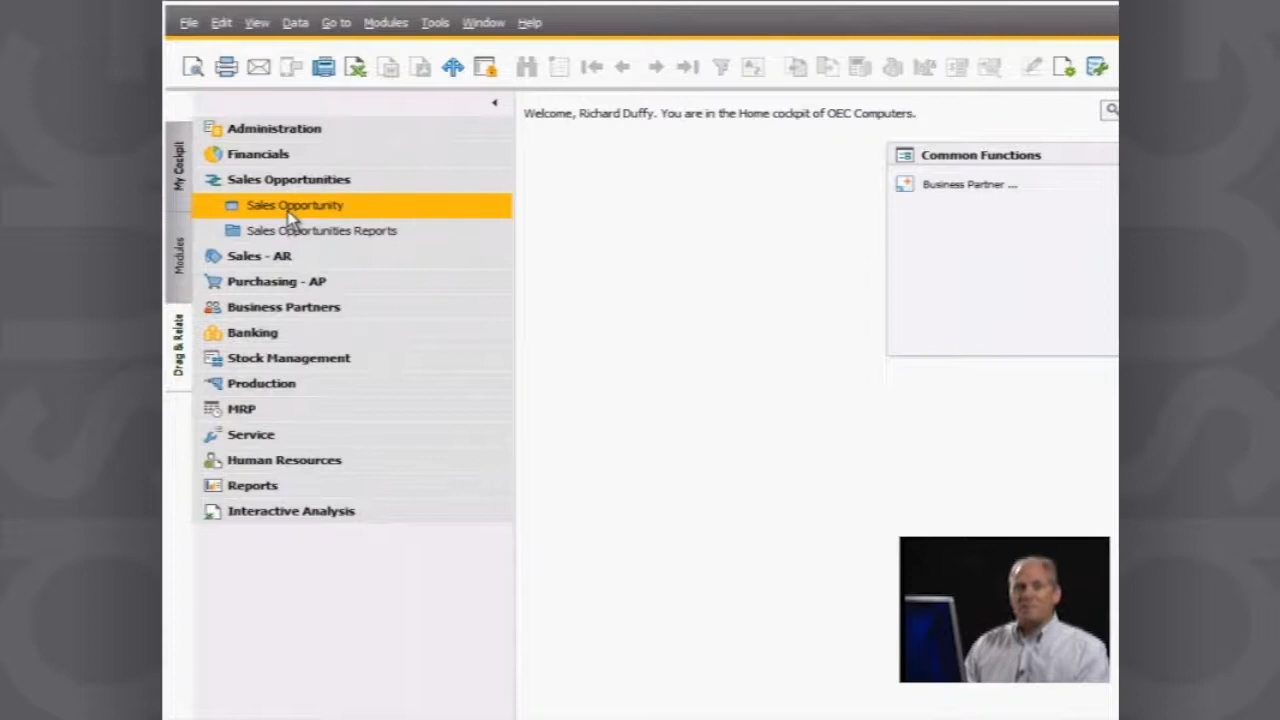 File Edit View Data Go to Modules Tools Window Help
Welcome, Richard Duffy. You are in the Home cockpit of OEC Computers.
My Cockpit
Modules
Drag & Relate
Administration
Financials
Sales Opportunities
Sales Opportunity
Sales Opportunities Reports
Sales - AR
Purchasing - AP
Business Partners
Banking
Stock Management
Production
MRP
Service
Human Resources
Reports
Interactive Analysis
Common Functions
Business Partner ...